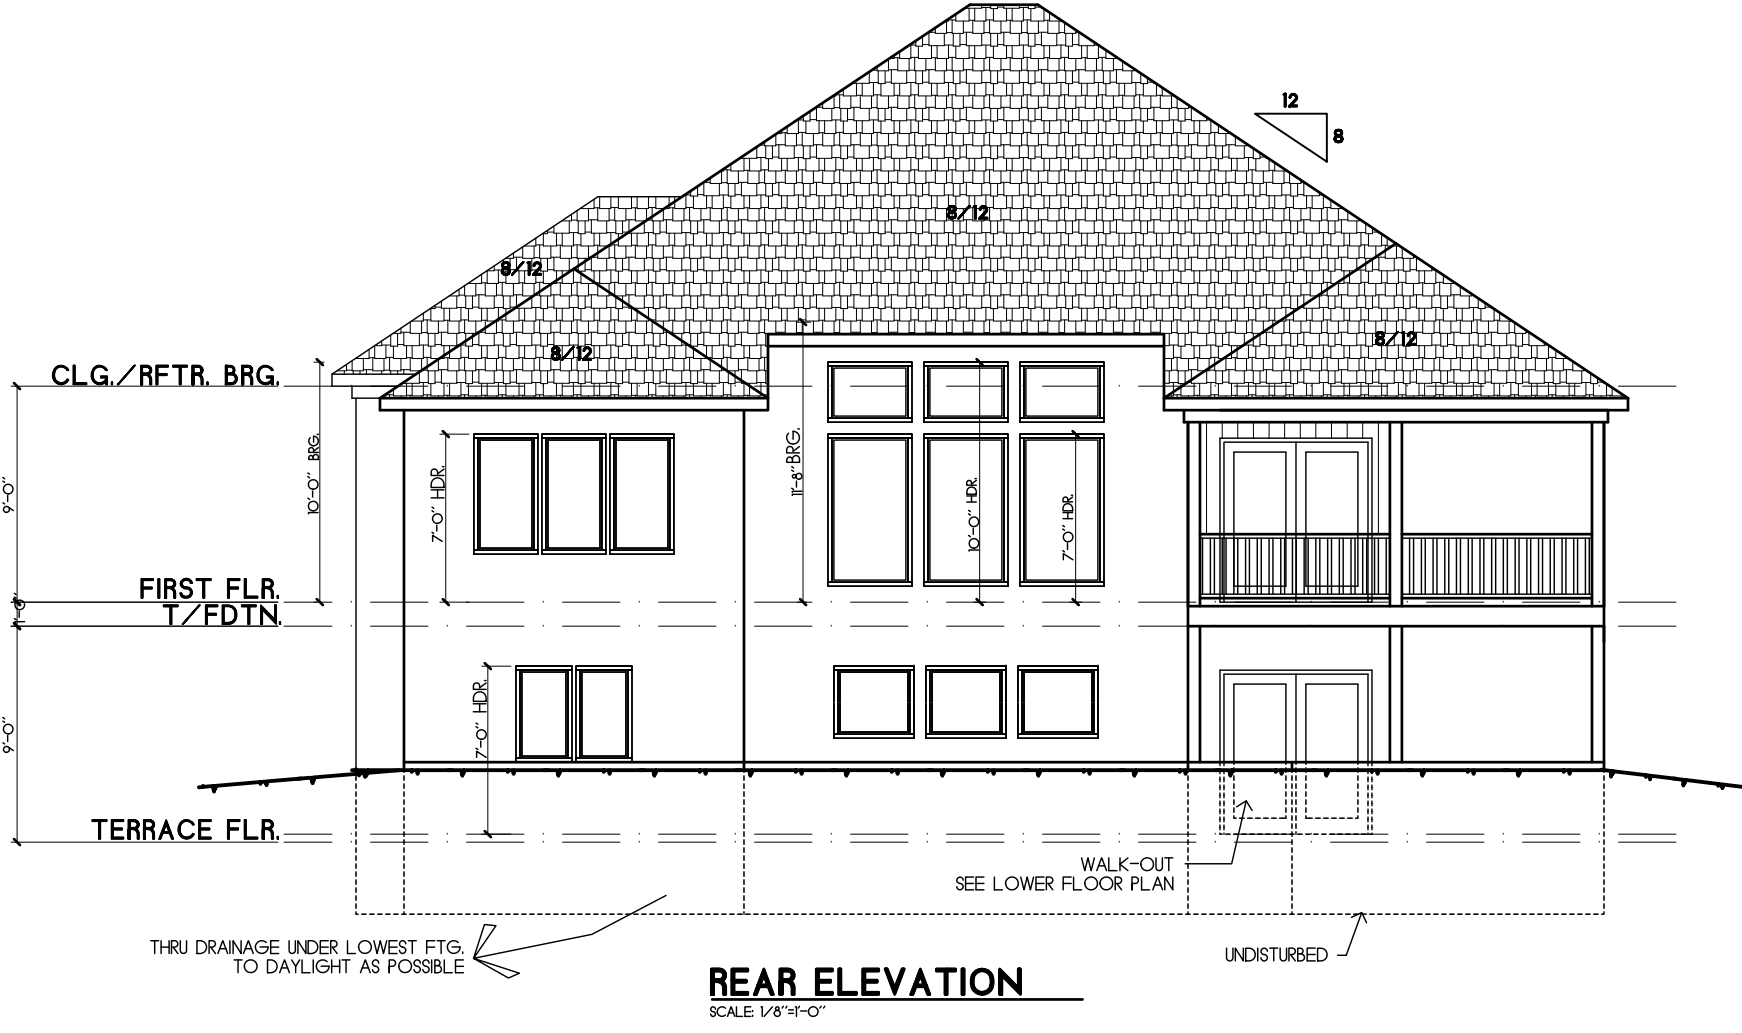 12
8
8/12
8/12
8/12
8/12
CLG./RFTR. BRG.
9'-0"
10'-0" BRG.
7'-0" HDR.
11'-8" BRG.
10'-0" HDR.
7'-0" HDR.
FIRST FLR.
T/FDTN.
9'-0"
7'-0" HDR.
TERRACE FLR.
WALK-OUT
SEE LOWER FLOOR PLAN
THRU DRAINAGE UNDER LOWEST FTG.
TO DAYLIGHT AS POSSIBLE
UNDISTURBED
REAR ELEVATION
SCALE: 1/8"=1'-0"